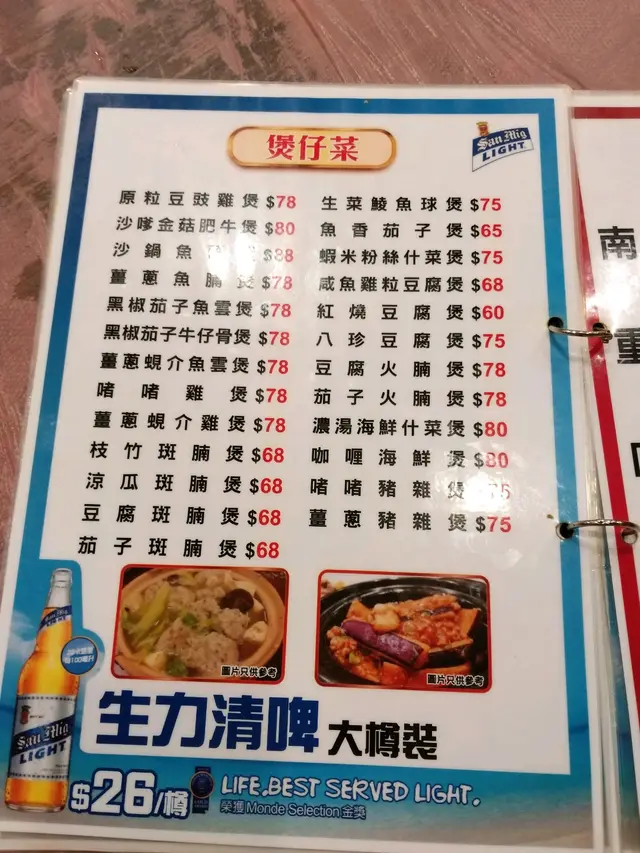 煲仔菜
San Mig
LIGHT
原粒豆豉雞煲 $78
沙嗲金菇肥牛煲 $80
沙鍋魚
薑蔥魚腩 $78
黑椒茄子魚雲煲 $78
黑椒茄子牛仔骨煲 $78
薑蔥蜆介魚雲煲 $78
啫啫雞煲 $78
薑蔥蜆介雞煲 $78
枝竹斑腩煲 $68
涼瓜斑腩煲 $68
豆腐斑腩煲 $68
茄子斑腩煲 $68
生菜鯪魚球煲 $75
魚香茄子煲 $65
蝦米粉絲什菜煲 $75
咸魚雞粒豆腐煲 $68
紅燒豆腐煲 $60
八珍豆腐煲 $75
豆腐火腩煲 $78
茄子火腩煲 $78
濃湯海鮮什菜煲 $80
咖喱海鮮煲 $80
啫啫豬雜煲 $75
薑蔥豬雜煲 $75
圖片只供參考
圖片只供參考
San Mig
LIGHT
生力清啤 大樽裝
$26/樽
LIFE, BEST SERVED LIGHT.
榮獲 Monde Selection 金獎
南
重